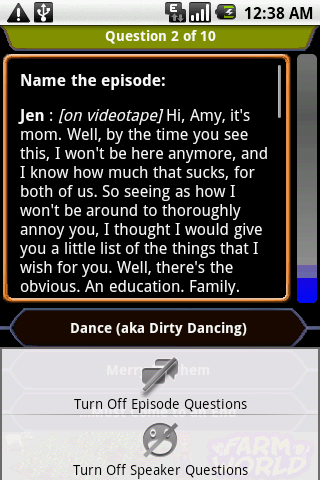 12:38 AM
Question 2 of 10
Name the episode:
Jen : [on videotape] Hi, Amy, it's
mom. Well, by the time you see
this, I won't be here anymore, and
I know how much that sucks, for
both of us. So seeing as how I
won't be around to thoroughly
annoy you, I thought I would give
you a little list of the things that I
wish for you. Well, there's the
obvious. An education. Family.
Dance (aka Dirty Dancing)
Turn Off Episode Questions
FARM
WORLD
Turn Off Speaker Questions